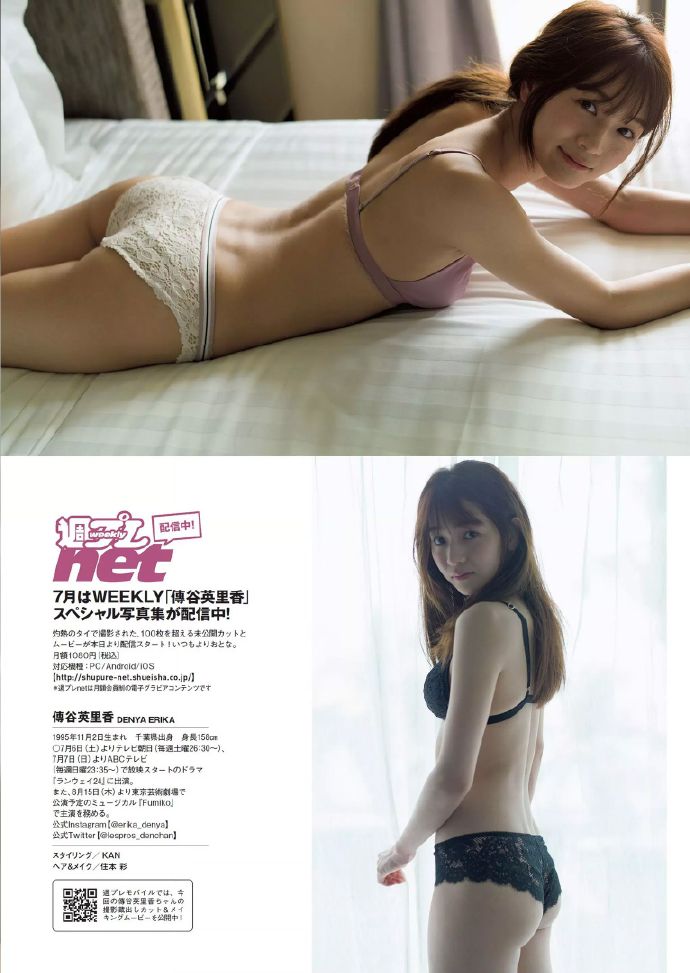 週プレ
weekly
配信中!
net
7月はWEEKLY「傳谷英里香」
スペシャル写真集が配信中!
灼熱のタイで撮影された、100枚を超える未公開カットと
ムービーが本日より配信スタート!いつもよりおとな。
月額1080円(税込)
対応機種:PC/Android/iOS
【http://shupure-net.shueisha.co.jp/】
*週プレnetは月額会員制の電子グラビアコンテンツです
傳谷英里香 DENYA ERIKA
1995年11月2日生まれ 千葉県出身 身長158㎝
○7月6日(土)よりテレビ朝日(毎週土曜26:30〜)、
7月7日(日)よりABCテレビ
(毎週日曜23:35〜)で放映スタートのドラマ
『ランウェイ24』に出演。
また、8月15日(木)より東京芸術劇場で
公演予定のミュージカル『Fumiko』で
で主演を務める。
公式Instagram【@erika_denya】
公式Twitter【@lespros_denchan】
スタイリング/KAN
ヘア&メイク/住本 彩
週プレモバイルでは、今
回の傳谷英里香ちゃんの
撮影蔵出しカット&メイ
キングムービーを公開中!